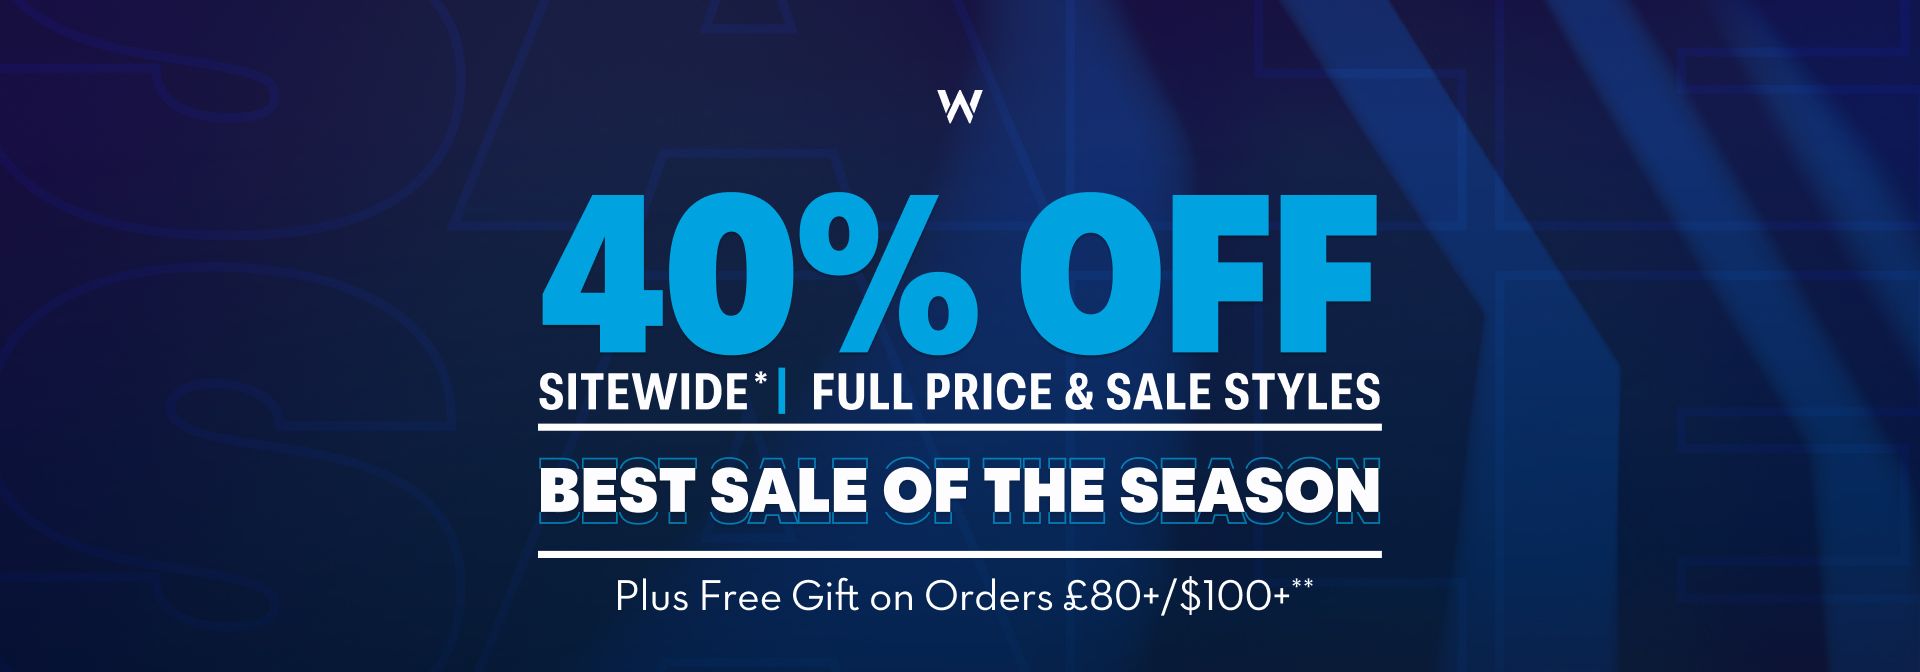 W
40% OFF
SITEWIDE* | FULL PRICE & SALE STYLES
BEST SALE OF THE SEASON
Plus Free Gift on Orders £80+/$100+**